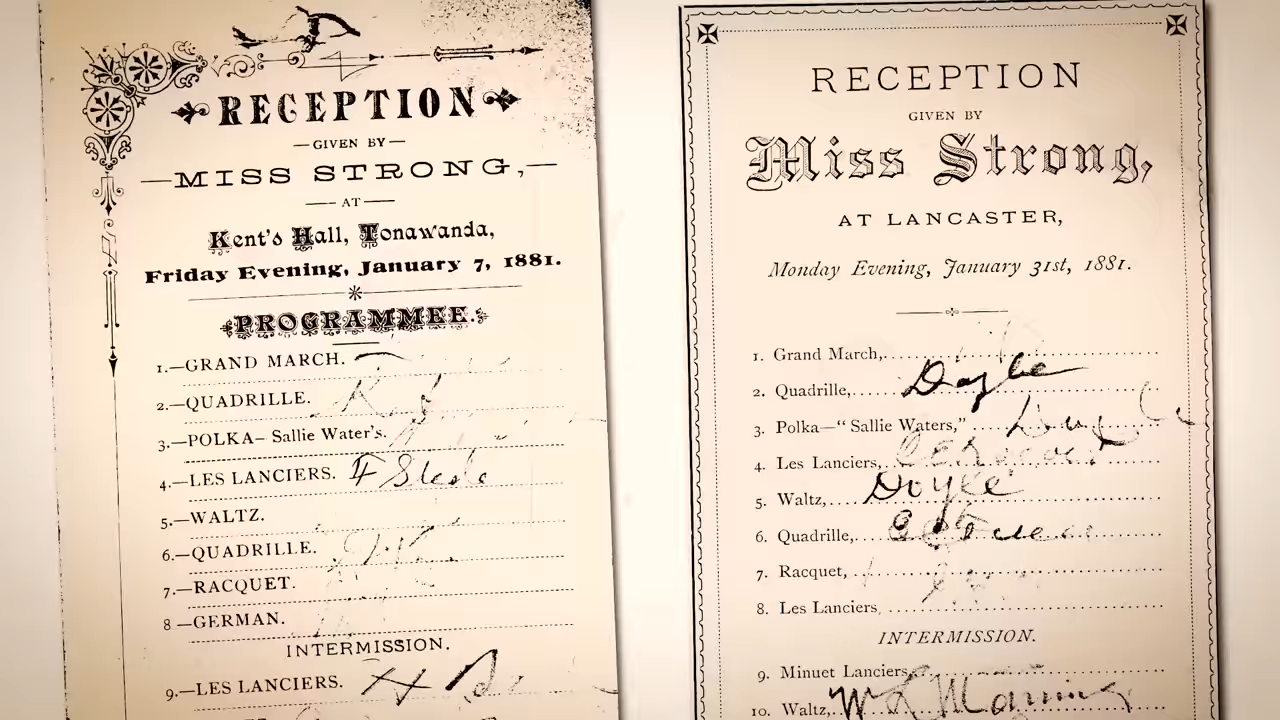 RECEPTION
—GIVEN BY—
—MISS STRONG,—
—AT—
Kent's Hall, Tonawanda,
Friday Evening, January 7, 1881.
PROGRAMMEE.
1.—GRAND MARCH.
2.—QUADRILLE.
3.—POLKA—Sallie Water's.
4.—LES LANCIERS.
5.—WALTZ.
6.—QUADRILLE.
7.—RACQUET.
8—GERMAN.
INTERMISSION.
9.—LES LANCIERS.
RECEPTION
GIVEN BY
Miss Strong,
AT LANCASTER,
Monday Evening, January 31st, 1881.
1. Grand March,
2. Quadrille, Doyle
3. Polka—"Sallie Waters,"
4. Les Lanciers,
5. Waltz, Doyle
6. Quadrille,
7. Racquet,
8. Les Lanciers,
INTERMISSION.
9. Minuet Lanciers
10. Waltz,